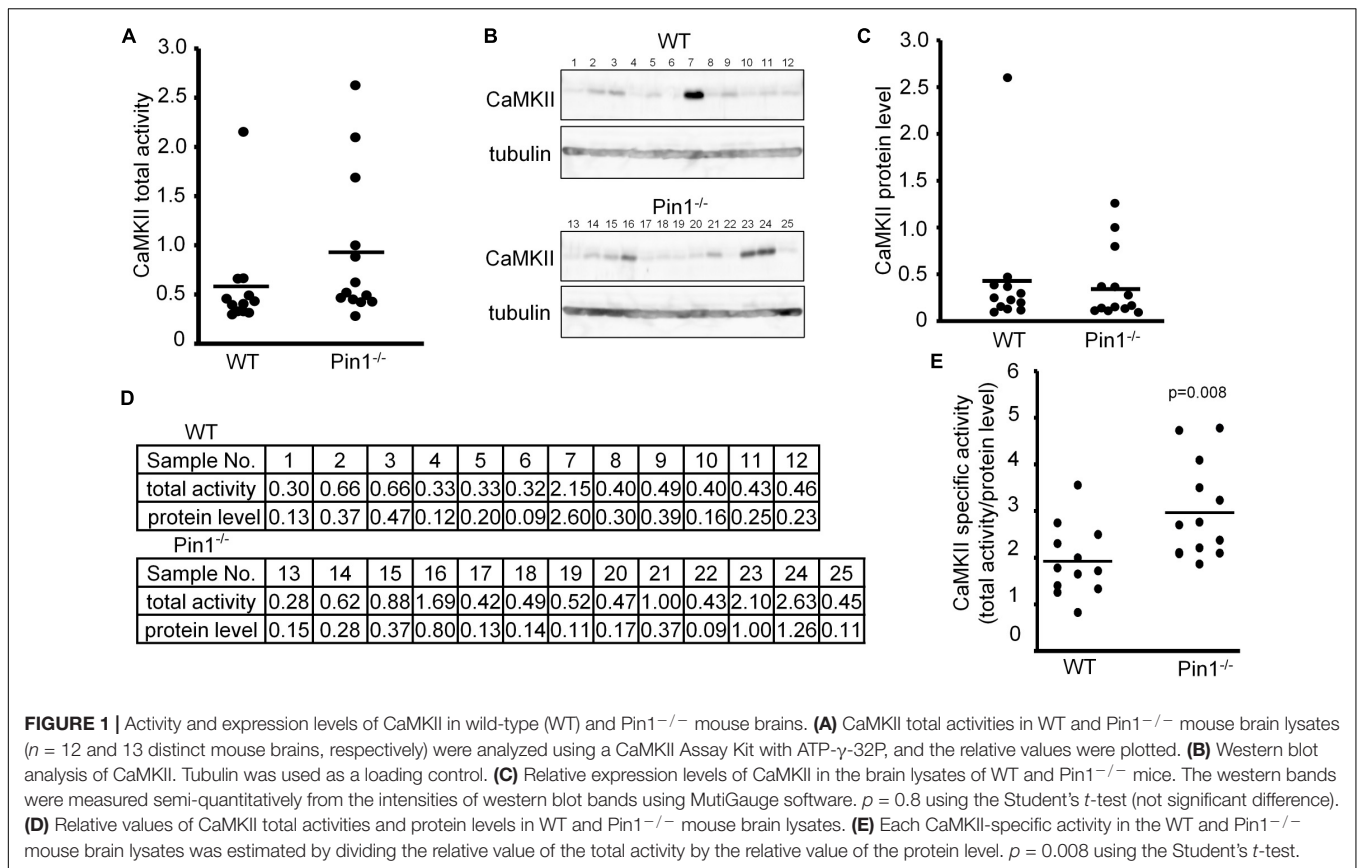 A
CaMKII total activity
3.0
2.5
2.0
1.5
1.0
0.5
0
WT
Pin1-/-
B
WT
1 2 3 4 5 6 7 8 9 10 11 12
CaMKII
tubulin
Pin1-/-
13 14 15 16 17 18 19 20 21 22 23 24 25
CaMKII
tubulin
C
CaMKII protein level
3.0
2.5
2.0
1.5
1.0
0.5
0
WT
Pin1-/-
D
WT
Sample No. 1 2 3 4 5 6 7 8 9 10 11 12
total activity 0.30 0.66 0.66 0.33 0.33 0.32 2.15 0.40 0.49 0.40 0.43 0.46
protein level 0.13 0.37 0.47 0.12 0.20 0.09 2.60 0.30 0.39 0.16 0.25 0.23
Pin1-/-
Sample No. 13 14 15 16 17 18 19 20 21 22 23 24 25
total activity 0.28 0.62 0.88 1.69 0.42 0.49 0.52 0.47 1.00 0.43 2.10 2.63 0.45
protein level 0.15 0.28 0.37 0.80 0.13 0.14 0.11 0.17 0.37 0.09 1.00 1.26 0.11
E
CaMKII specific activity
(total activity/protein level)
6
5
4
3
2
1
0
p=0.008
WT
Pin1-/-
FIGURE 1 | Activity and expression levels of CaMKII in wild-type (WT) and Pin1−/− mouse brains. (A) CaMKII total activities in WT and Pin1−/− mouse brain lysates
(n = 12 and 13 distinct mouse brains, respectively) were analyzed using a CaMKII Assay Kit with ATP-γ-32P, and the relative values were plotted. (B) Western blot
analysis of CaMKII. Tubulin was used as a loading control. (C) Relative expression levels of CaMKII in the brain lysates of WT and Pin1−/− mice. The western bands
were measured semi-quantitatively from the intensities of western blot bands using MutiGauge software. p = 0.8 using the Student's t-test (not significant difference).
(D) Relative values of CaMKII total activities and protein levels in WT and Pin1−/− mouse brain lysates. (E) Each CaMKII-specific activity in the WT and Pin1−/−
mouse brain lysates was estimated by dividing the relative value of the total activity by the relative value of the protein level. p = 0.008 using the Student's t-test.